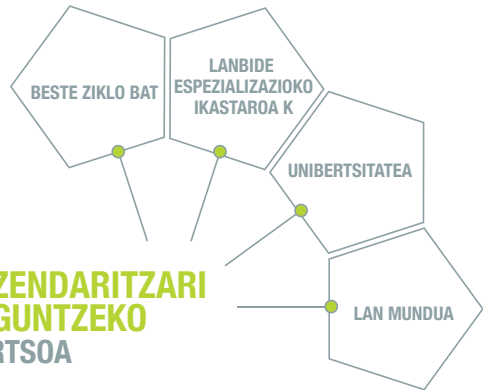 BESTE ZIKLO BAT
LANBIDE
ESPEZIALIZAZIOKO
IKASTAROA K
UNIBERTSITATEA
LAN MUNDUA
ZENDARITZARI
GUNTZEKO
RTSOA